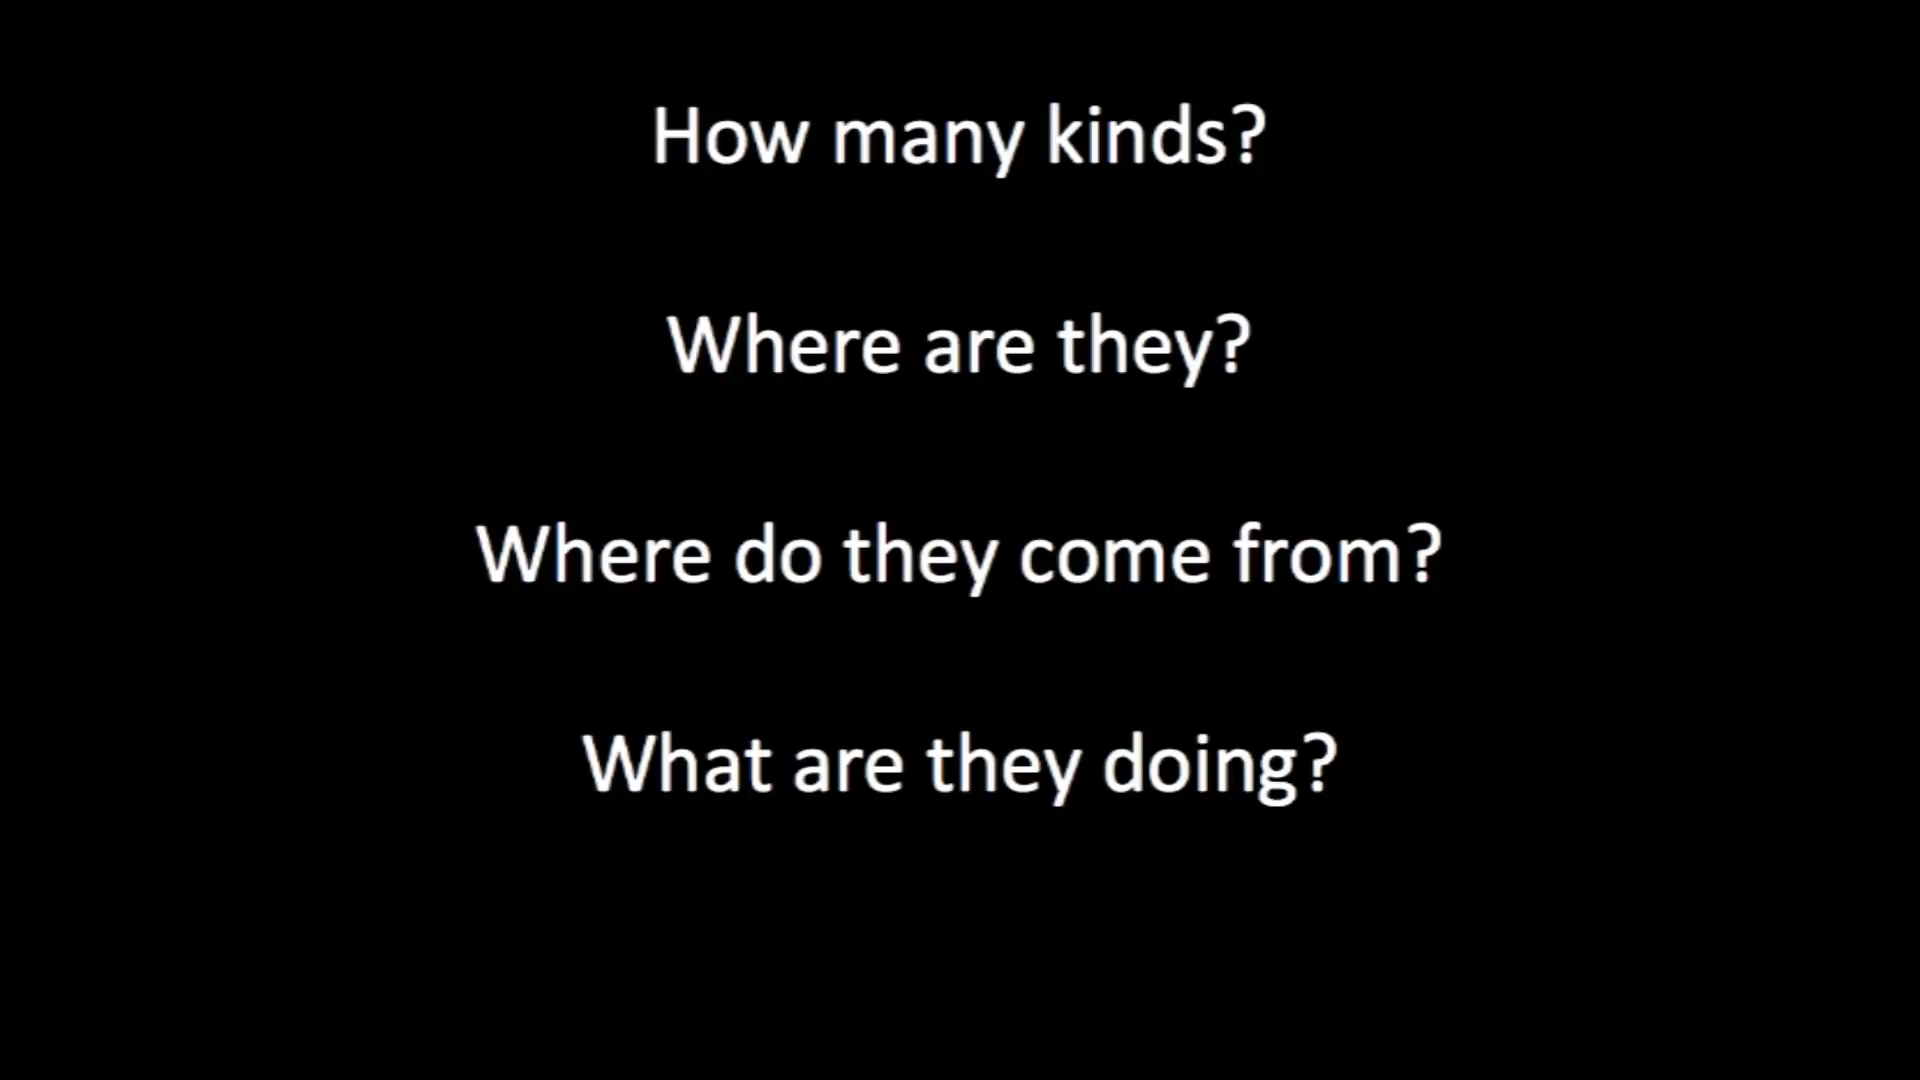 How many kinds?
Where are they?
Where do they come from?
What are they doing?